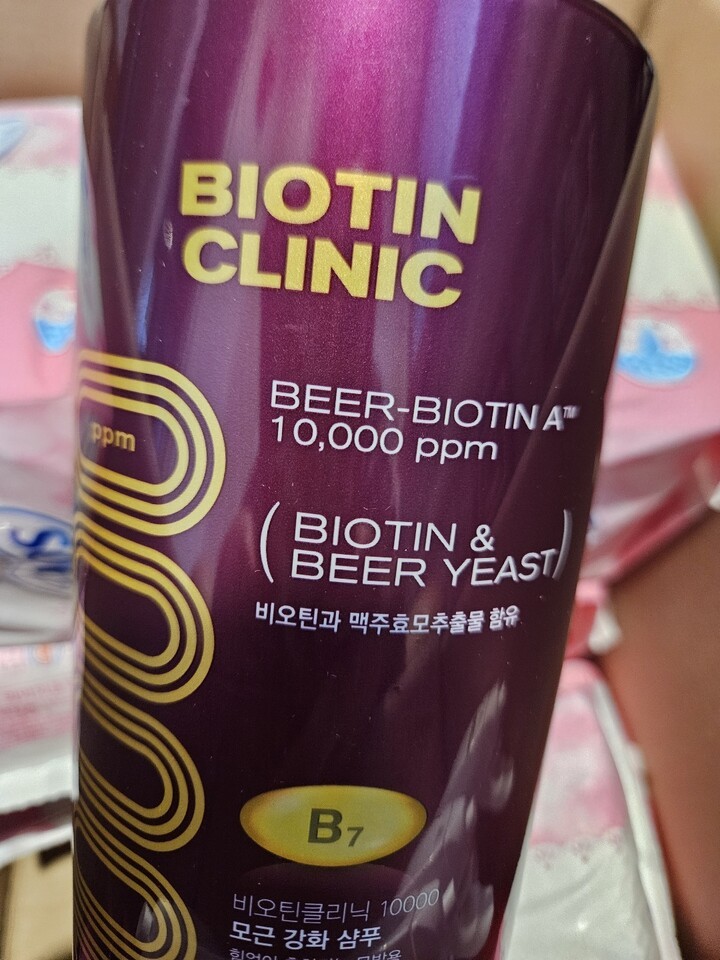 BIOTIN
CLINIC
ppm
BEER-BIOTIN A™
10,000 ppm
(BIOTIN &
BEER YEAST)
비오틴과 맥주효모추출물 함유
B7
비오틴클리닉 10000
모근 강화 샴푸